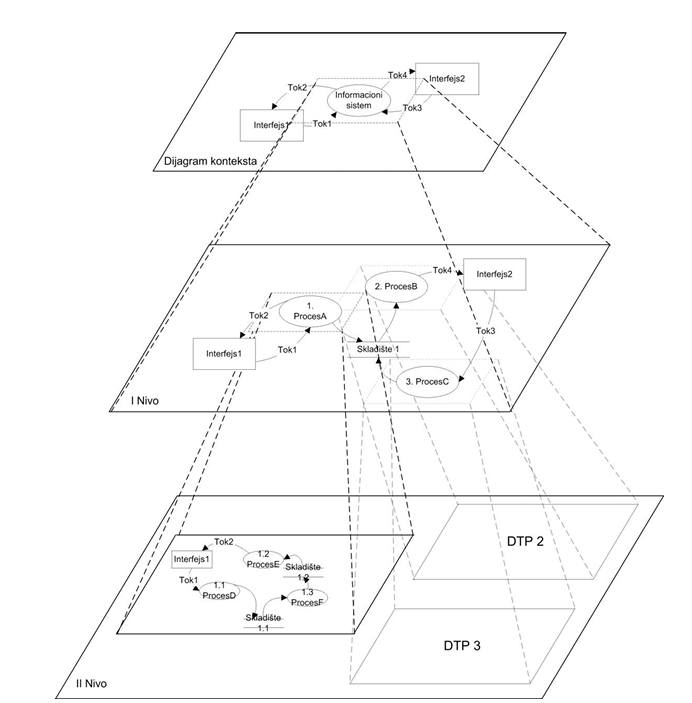 Tok4
Interfejs2
Tok2
Informacioni
sistem
Tok3
Interfejs1
Tok1
Dijagram konteksta
Tok4
Interfejs2
2. ProcesB
1.
ProcesA
Tok2
Tok3
Interfejs1
Tok1
Skladište 1
3. ProcesC
I Nivo
Tok2
1.2
ProcesE
Interfejs1
Skladište
1.2
Tok1
1.1
ProcesD
1.3
ProcesF
Skladište
1.1
DTP 2
DTP 3
II Nivo